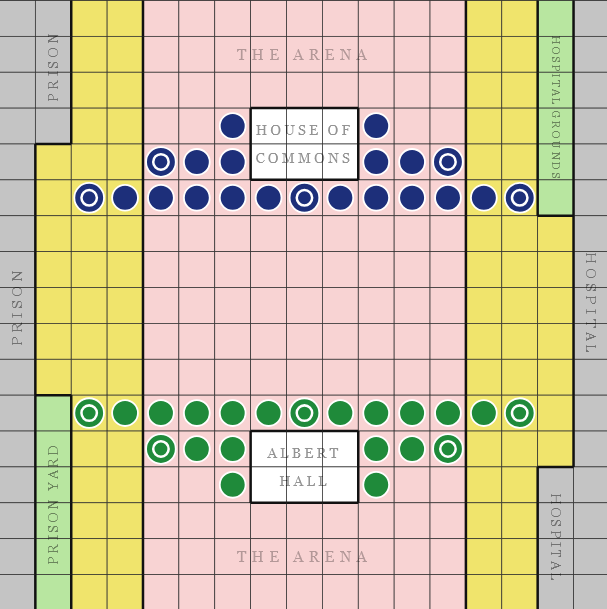 THE ARENA
PRISON
HOSPITAL GROUNDS
HOUSE OF
COMMONS
PRISON
HOSPITAL
ALBERT
HALL
PRISON YARD
HOSPITAL
THE ARENA